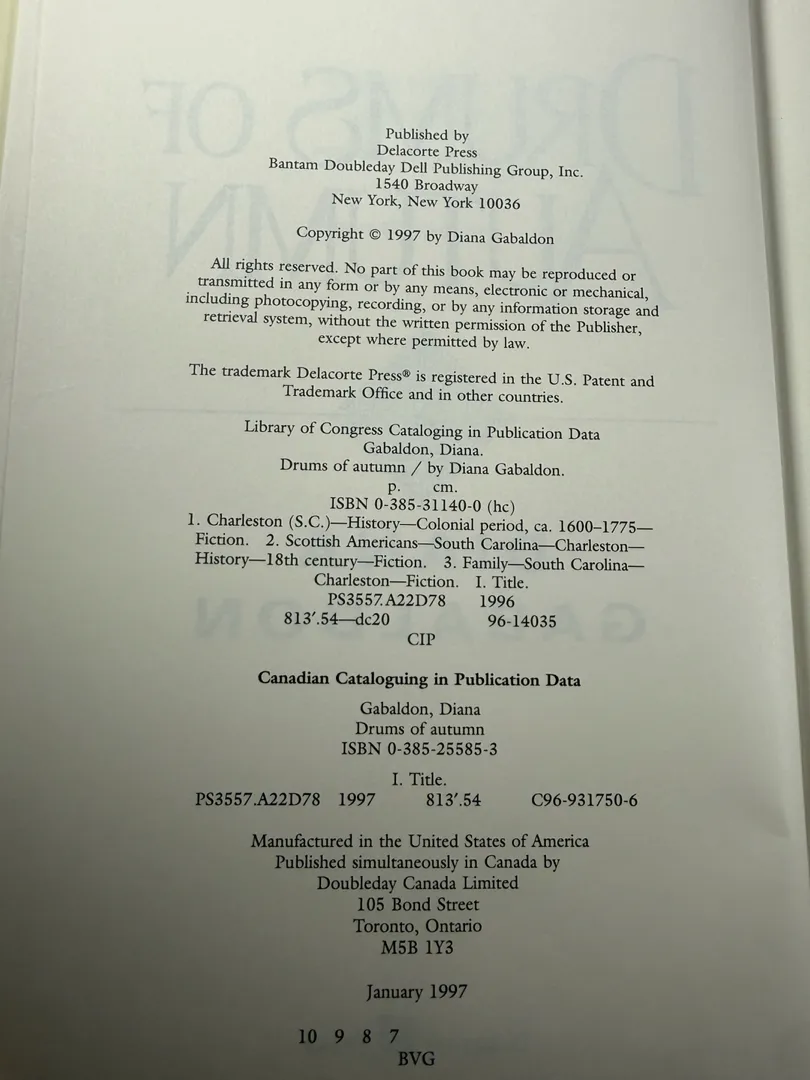 Published by
Delacorte Press
Bantam Doubleday Dell Publishing Group, Inc.
1540 Broadway
New York, New York 10036
Copyright © 1997 by Diana Gabaldon
All rights reserved. No part of this book may be reproduced or
transmitted in any form or by any means, electronic or mechanical,
including photocopying, recording, or by any information storage and
retrieval system, without the written permission of the Publisher,
except where permitted by law.
The trademark Delacorte Press® is registered in the U.S. Patent and
Trademark Office and in other countries.
Library of Congress Cataloging in Publication Data
Gabaldon, Diana.
Drums of autumn / by Diana Gabaldon.
p. cm.
ISBN 0-385-31140-0 (hc)
1. Charleston (S.C.)—History—Colonial period, ca. 1600–1775—
Fiction. 2. Scottish Americans—South Carolina—Charleston—
History—18th century—Fiction. 3. Family—South Carolina—
Charleston—Fiction. I. Title.
PS3557.A22D78 1996
813′.54—dc20 96-14035
CIP
Canadian Cataloguing in Publication Data
Gabaldon, Diana
Drums of autumn
ISBN 0-385-25585-3
I. Title.
PS3557.A22D78 1997 813′.54 C96-931750-6
Manufactured in the United States of America
Published simultaneously in Canada by
Doubleday Canada Limited
105 Bond Street
Toronto, Ontario
M5B 1Y3
January 1997
10 9 8 7
BVG